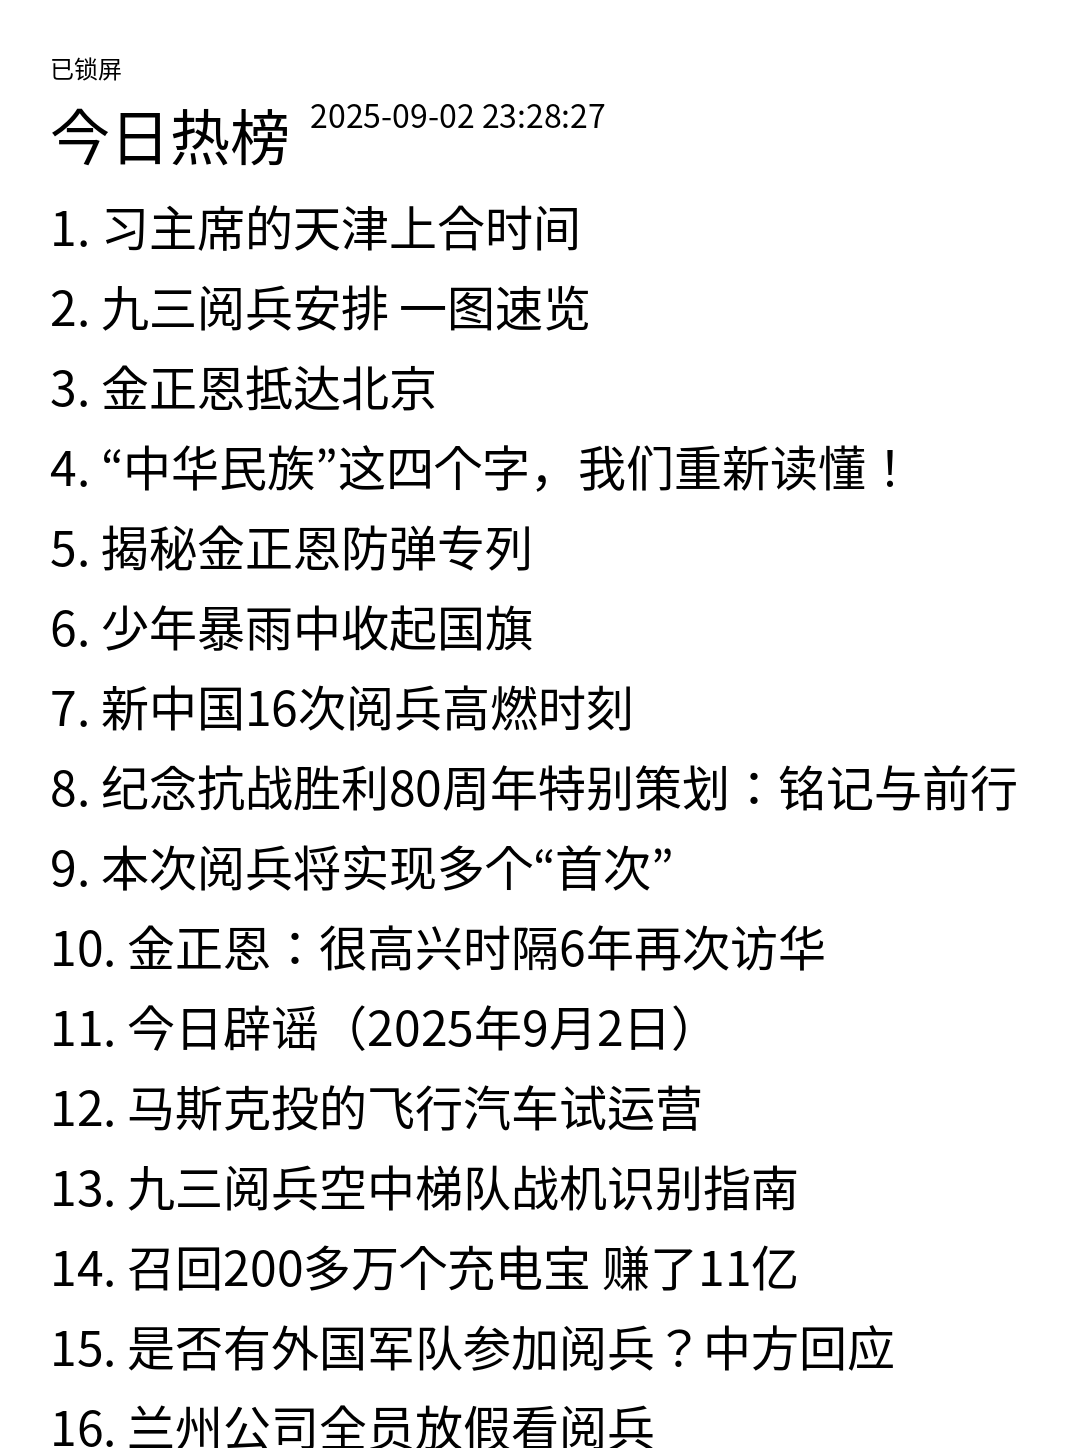 已锁屏
今日热榜 2025-09-02 23:28:27
1. 习主席的天津上合时间
2. 九三阅兵安排 一图速览
3. 金正恩抵达北京
4. “中华民族”这四个字，我们重新读懂！
5. 揭秘金正恩防弹专列
6. 少年暴雨中收起国旗
7. 新中国16次阅兵高燃时刻
8. 纪念抗战胜利80周年特别策划：铭记与前行
9. 本次阅兵将实现多个“首次”
10. 金正恩：很高兴时隔6年再次访华
11. 今日辟谣（2025年9月2日）
12. 马斯克投的飞行汽车试运营
13. 九三阅兵空中梯队战机识别指南
14. 召回200多万个充电宝 赚了11亿
15. 是否有外国军队参加阅兵？中方回应
16. 兰州公司全员放假看阅兵